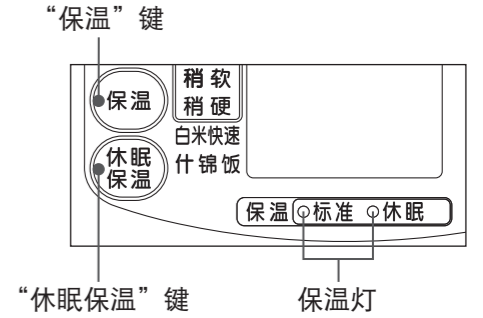 “保温”键
保温
稍软
稍硬
白米快速
什锦饭
休眠
保温
保温 标准 休眠
“休眠保温”键
保温灯